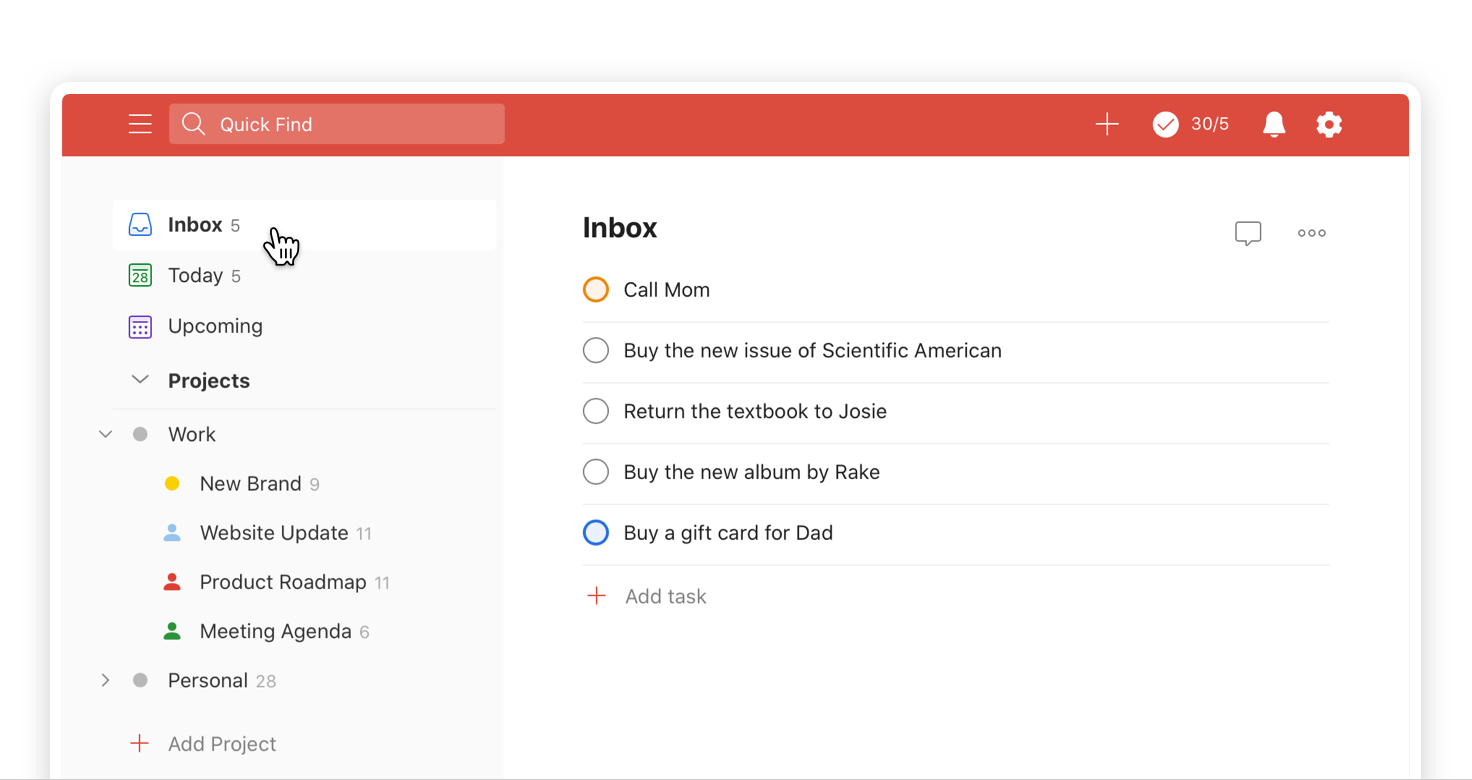 Quick Find
30/5
Inbox 5
28 Today 5
Upcoming
Projects
Work
New Brand 9
Website Update 11
Product Roadmap 11
Meeting Agenda 6
Personal 28
Add Project
Inbox
Call Mom
Buy the new issue of Scientific American
Return the textbook to Josie
Buy the new album by Rake
Buy a gift card for Dad
Add task